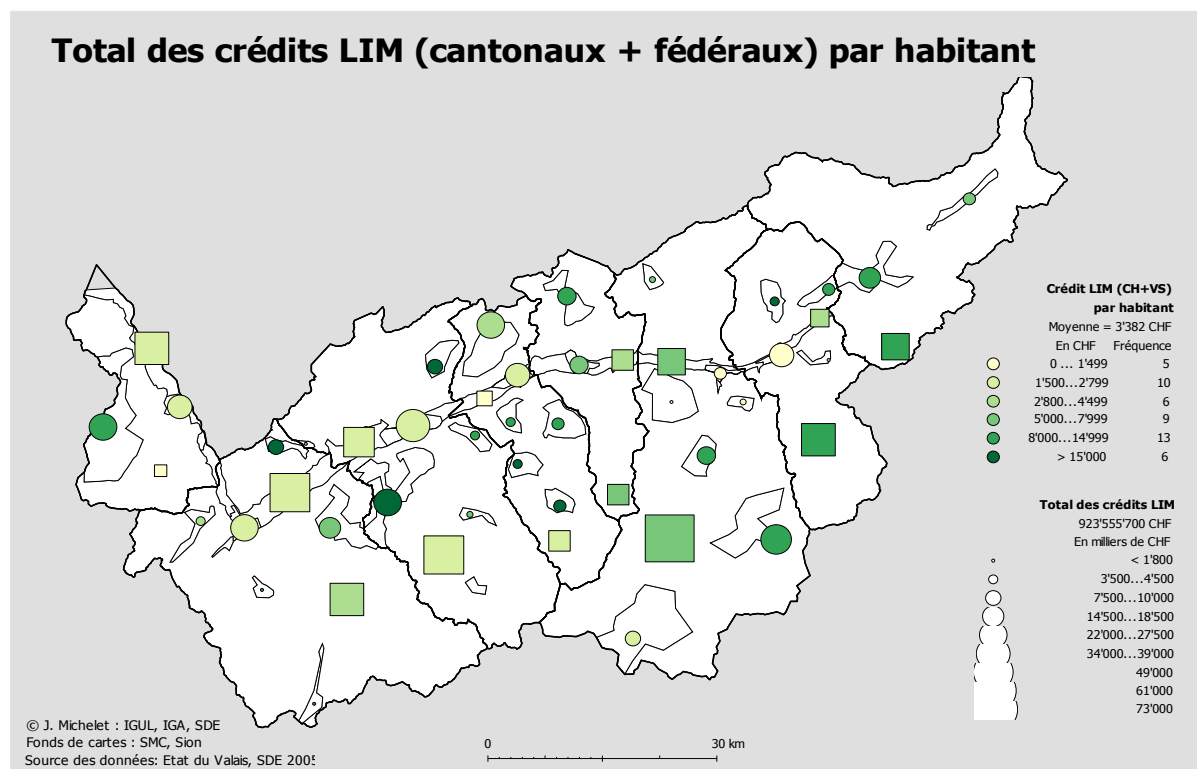 Total des crédits LIM (cantonaux + fédéraux) par habitant
Crédit LIM (CH+VS)
par habitant
Moyenne = 3'382 CHF
En CHF Fréquence
0 ... 1'499 5
1'500...2'799 10
2'800...4'499 6
5'000...7'999 9
8'000...14'999 13
> 15'000 6
Total des crédits LIM
923'555'700 CHF
En milliers de CHF
< 1'800
3'500...4'500
7'500...10'000
14'500...18'500
22'000...27'500
34'000...39'000
49'000
61'000
73'000
© J. Michelet : IGUL, IGA, SDE
Fonds de cartes : SMC, Sion
Source des données: Etat du Valais, SDE 2005
0 30 km